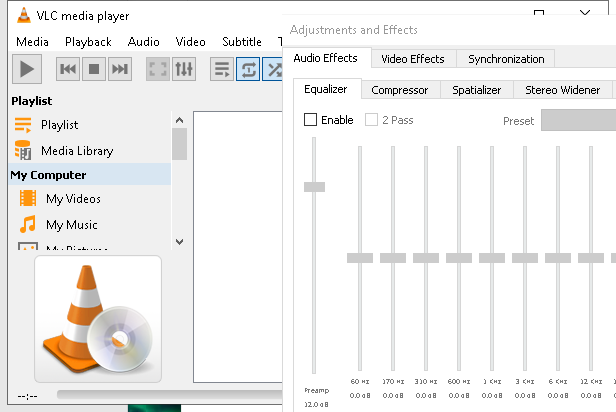 VLC media player
Media Playback Audio Video Subtitle
Playlist
Playlist
Media Library
My Computer
My Videos
My Music
My Pictures
--:--
Adjustments and Effects
Audio Effects Video Effects Synchronization
Equalizer Compressor Spatializer Stereo Widener
Enable 2 Pass Preset
60 Hz 170 Hz 310 Hz 600 Hz 1 KHz 3 KHz 6 KHz 12 KHz
0.0 dB 0.0 dB 0.0 dB 0.0 dB 0.0 dB 0.0 dB 0.0 dB 0.0 dB
Preamp
12.0 dB